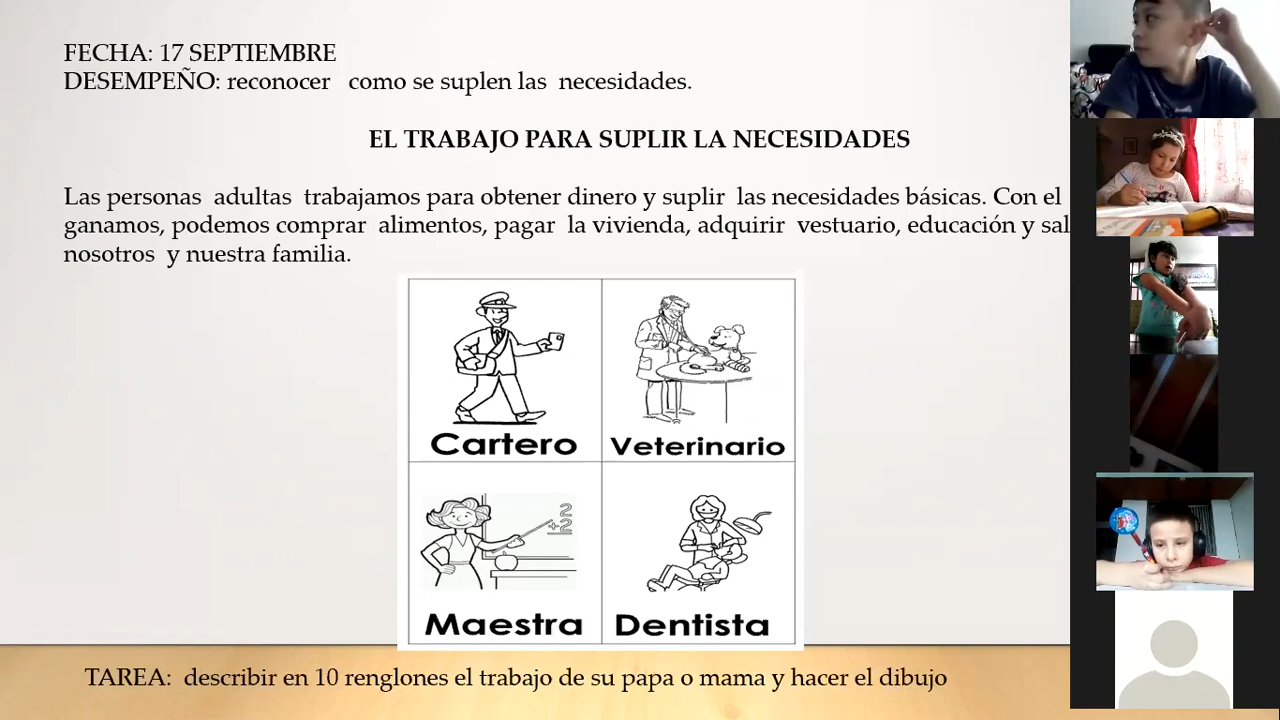 FECHA: 17 SEPTIEMBRE
DESEMPEÑO: reconocer como se suplen las necesidades.
EL TRABAJO PARA SUPLIR LA NECESIDADES
Las personas adultas trabajamos para obtener dinero y suplir las necesidades básicas. Con el
ganamos, podemos comprar alimentos, pagar la vivienda, adquirir vestuario, educación y sal
nosotros y nuestra familia.
Cartero
Veterinario
2
+2
Maestra
Dentista
TAREA: describir en 10 renglones el trabajo de su papa o mama y hacer el dibujo